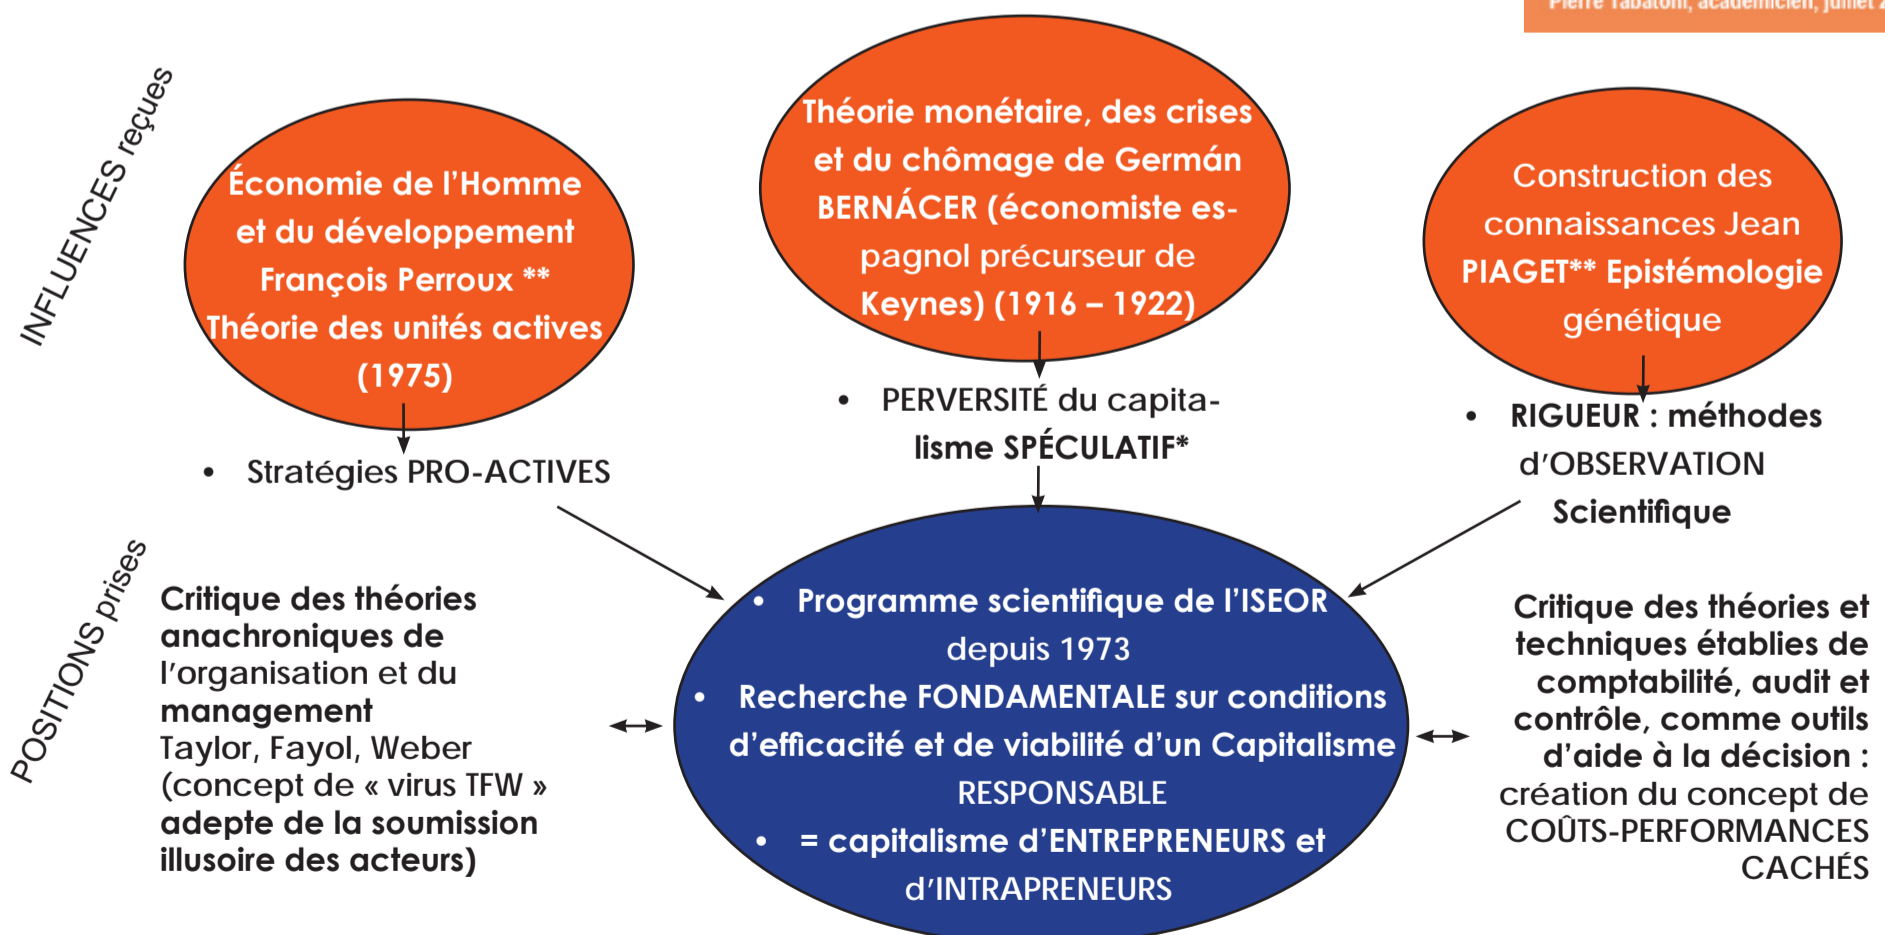 Pierre Tabatoni, académicien, juillet 2
INFLUENCES reçues
Économie de l'Homme
et du développement
François Perroux **
Théorie des unités actives
(1975)
Théorie monétaire, des crises
et du chômage de Germán
BERNÁCER (économiste es-
pagnol précurseur de
Keynes) (1916 – 1922)
Construction des
connaissances Jean
PIAGET** Epistémologie
génétique
• Stratégies PRO-ACTIVES
• PERVERSITÉ du capita-
lisme SPÉCULATIF*
• RIGUEUR : méthodes
d'OBSERVATION
Scientifique
POSITIONS prises
Critique des théories
anachroniques de
l'organisation et du
management
Taylor, Fayol, Weber
(concept de « virus TFW »
adepte de la soumission
illusoire des acteurs)
• Programme scientifique de l'ISEOR
depuis 1973
• Recherche FONDAMENTALE sur conditions
d'efficacité et de viabilité d'un Capitalisme
RESPONSABLE
• = capitalisme d'ENTREPRENEURS et
d'INTRAPRENEURS
Critique des théories et
techniques établies de
comptabilité, audit et
contrôle, comme outils
d'aide à la décision :
création du concept de
COÛTS-PERFORMANCES
CACHÉS